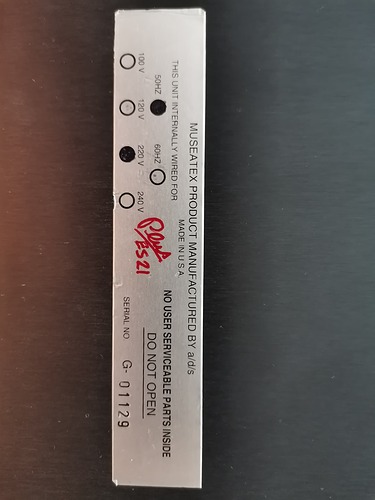 MUSEATEX PRODUCT MANUFACTURED BY a/d/s
MADE IN U S A
THIS UNIT INTERNALLY WIRED FOR
50HZ 60HZ
100 V 120 V 220 V 240 V
NO USER SERVICEABLE PARTS INSIDE
DO NOT OPEN
SERIAL NO. G- 01129